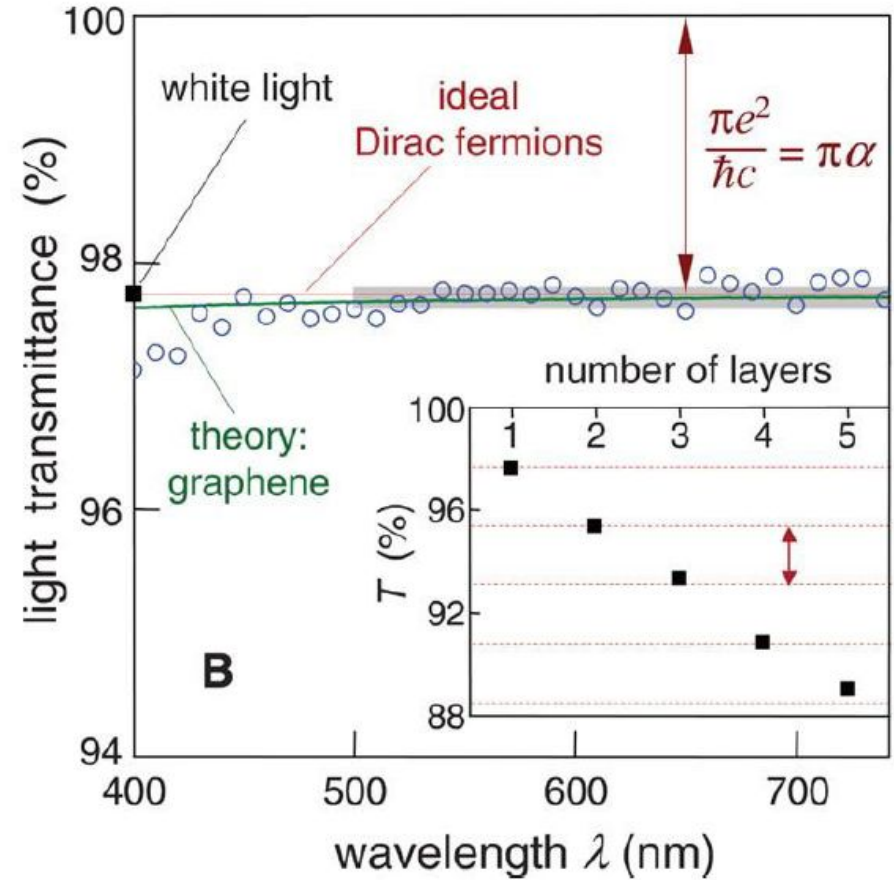 100
98
96
94
light transmittance (%)
white light
ideal
Dirac fermions
πe²
ħc
= πα
theory:
graphene
B
number of layers
1 2 3 4 5
100
96
92
88
T (%)
400 500 600 700
wavelength λ (nm)